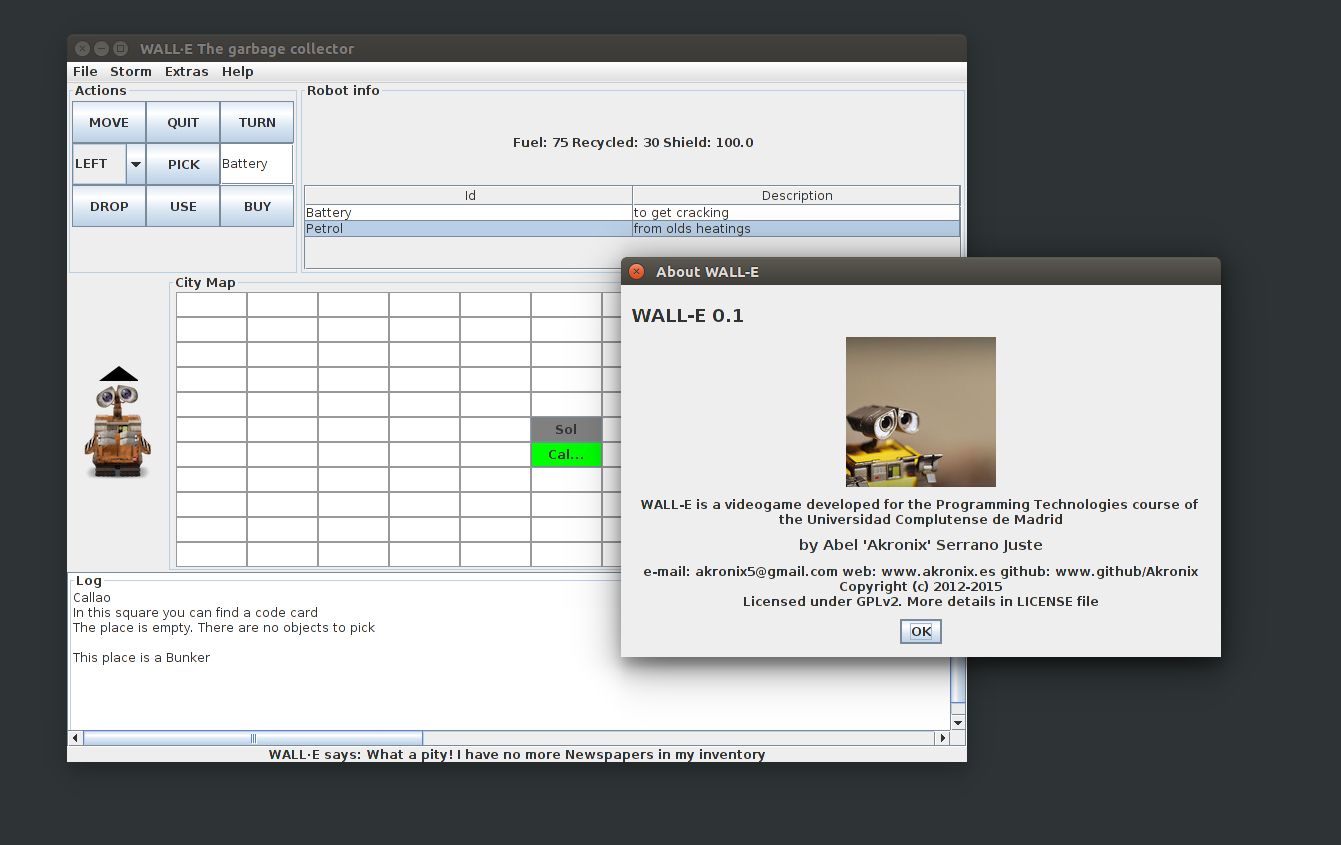 WALL·E The garbage collector
File Storm Extras Help
Actions
MOVE QUIT TURN
LEFT PICK Battery
DROP USE BUY
Robot info
Fuel: 75 Recycled: 30 Shield: 100.0
Id Description
Battery to get cracking
Petrol from olds heatings
City Map
Sol
Cal...
Log
Callao
In this square you can find a code card
The place is empty. There are no objects to pick
This place is a Bunker
WALL·E says: What a pity! I have no more Newspapers in my inventory
About WALL-E
WALL-E 0.1
WALL-E is a videogame developed for the Programming Technologies course of
the Universidad Complutense de Madrid
by Abel 'Akronix' Serrano Juste
e-mail: akronix5@gmail.com web: www.akronix.es github: www.github/Akronix
Copyright (c) 2012-2015
Licensed under GPLv2. More details in LICENSE file
OK